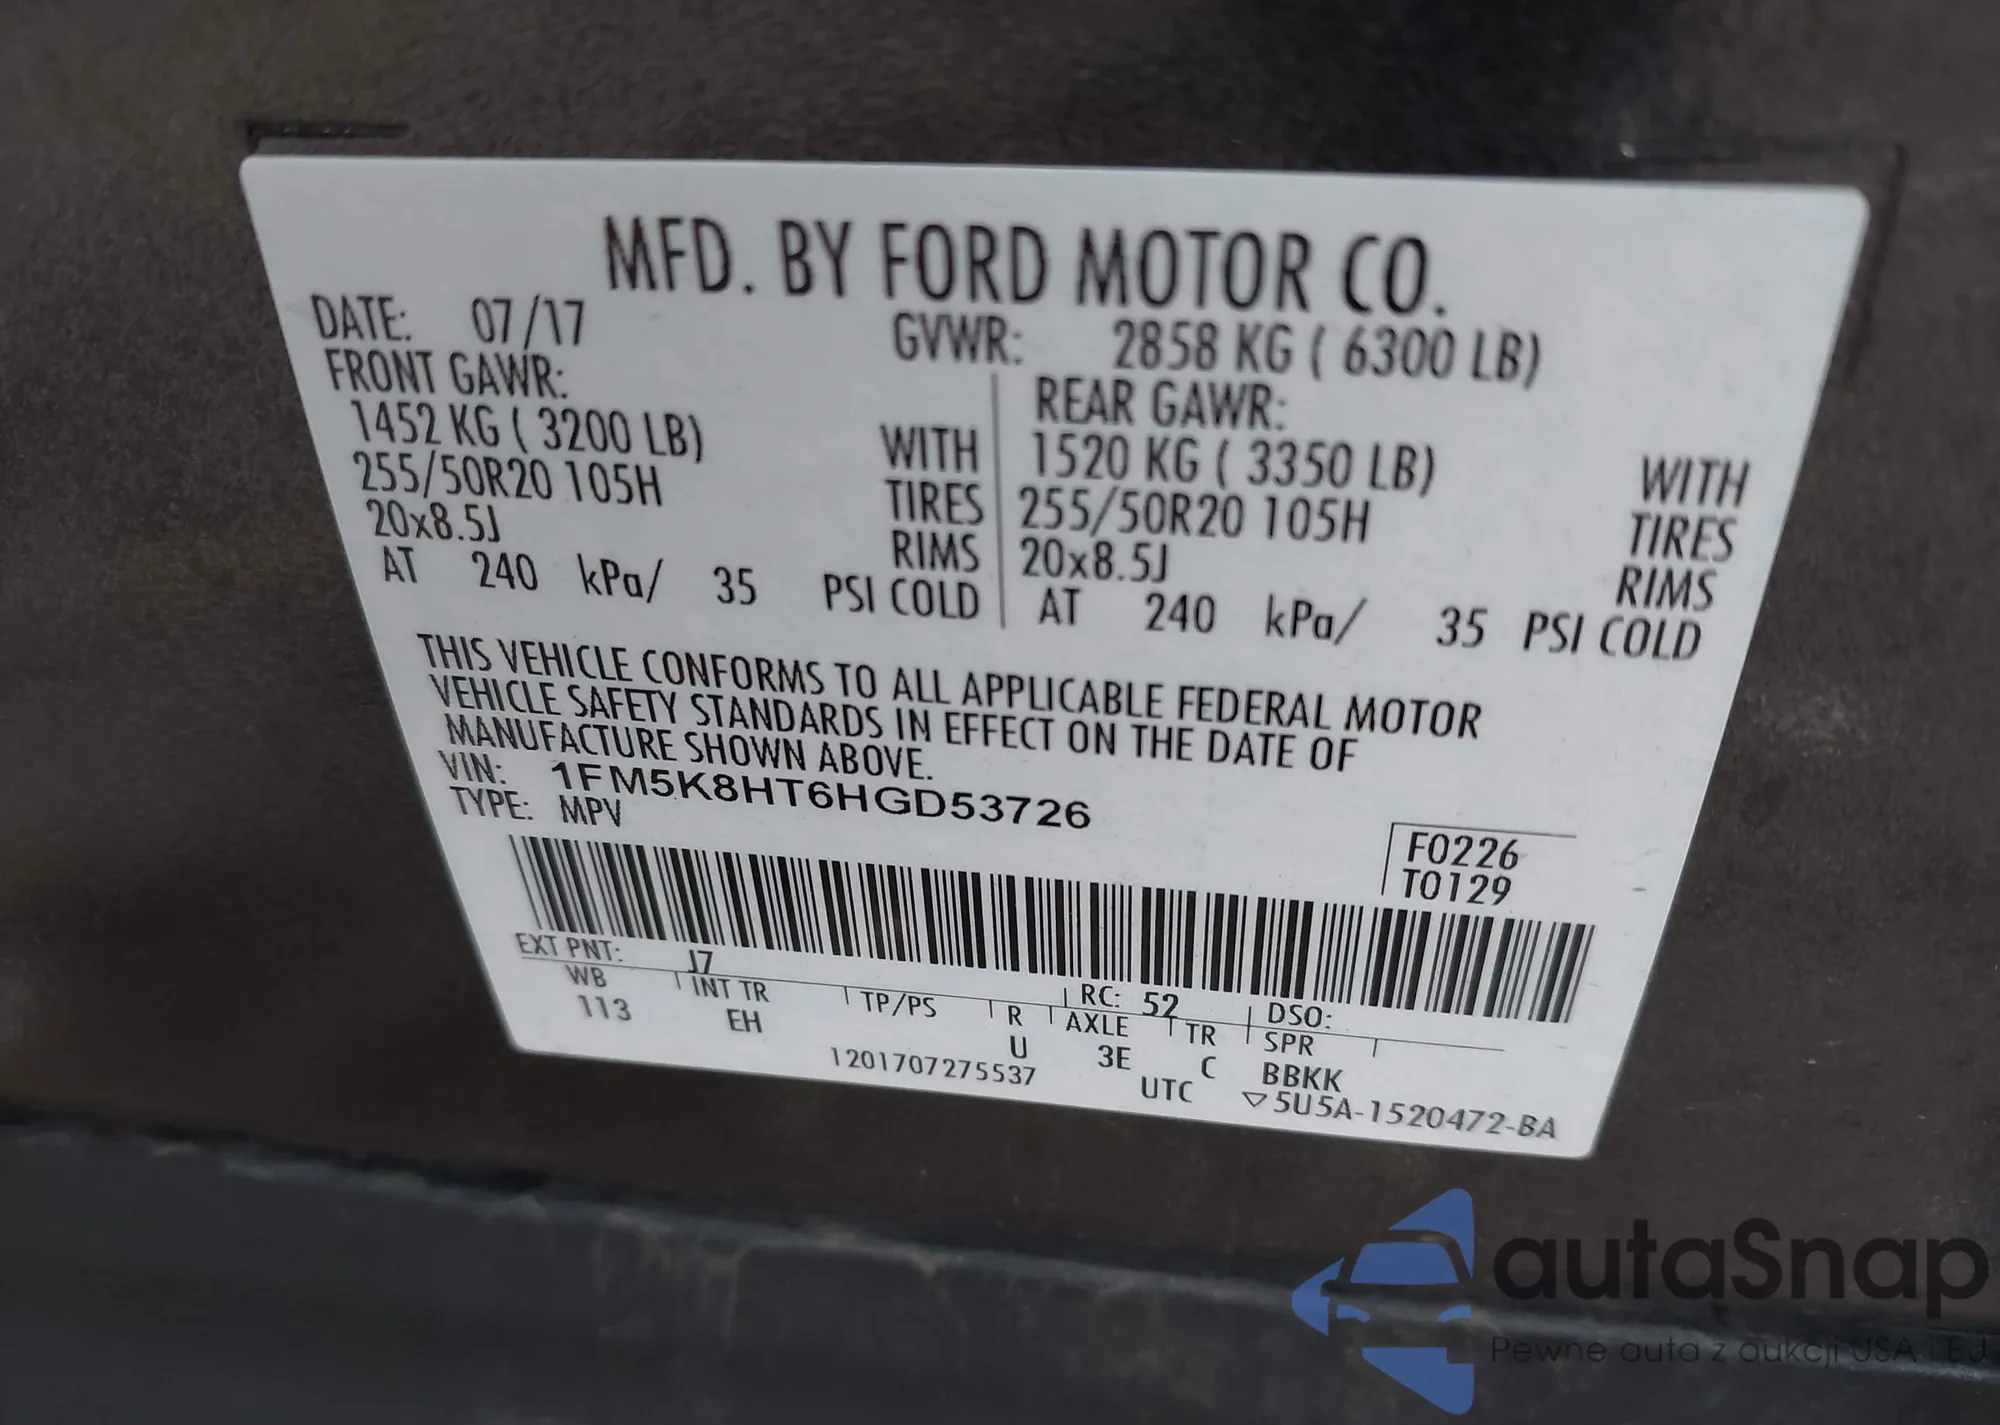 MFD. BY FORD MOTOR CO.
DATE: 07/17 GVWR: 2858 KG ( 6300 LB)
FRONT GAWR: REAR GAWR:
1452 KG ( 3200 LB) WITH 1520 KG ( 3350 LB) WITH
255/50R20 105H TIRES 255/50R20 105H TIRES
20x8.5J RIMS 20x8.5J RIMS
AT 240 kPa/ 35 PSI COLD AT 240 kPa/ 35 PSI COLD
THIS VEHICLE CONFORMS TO ALL APPLICABLE FEDERAL MOTOR
VEHICLE SAFETY STANDARDS IN EFFECT ON THE DATE OF
MANUFACTURE SHOWN ABOVE.
VIN: 1FM5K8HT6HGD53726
TYPE: MPV
F0226
T0129
EXT PNT: J7 RC: 52 DSO:
WB INT TR TP/PS R AXLE TR SPR
113 EH U 3E C BBKK
1201707275537 UTC ▽5U5A-1520472-BA
autaSnap
Pewne auta z aukcji USA i EU